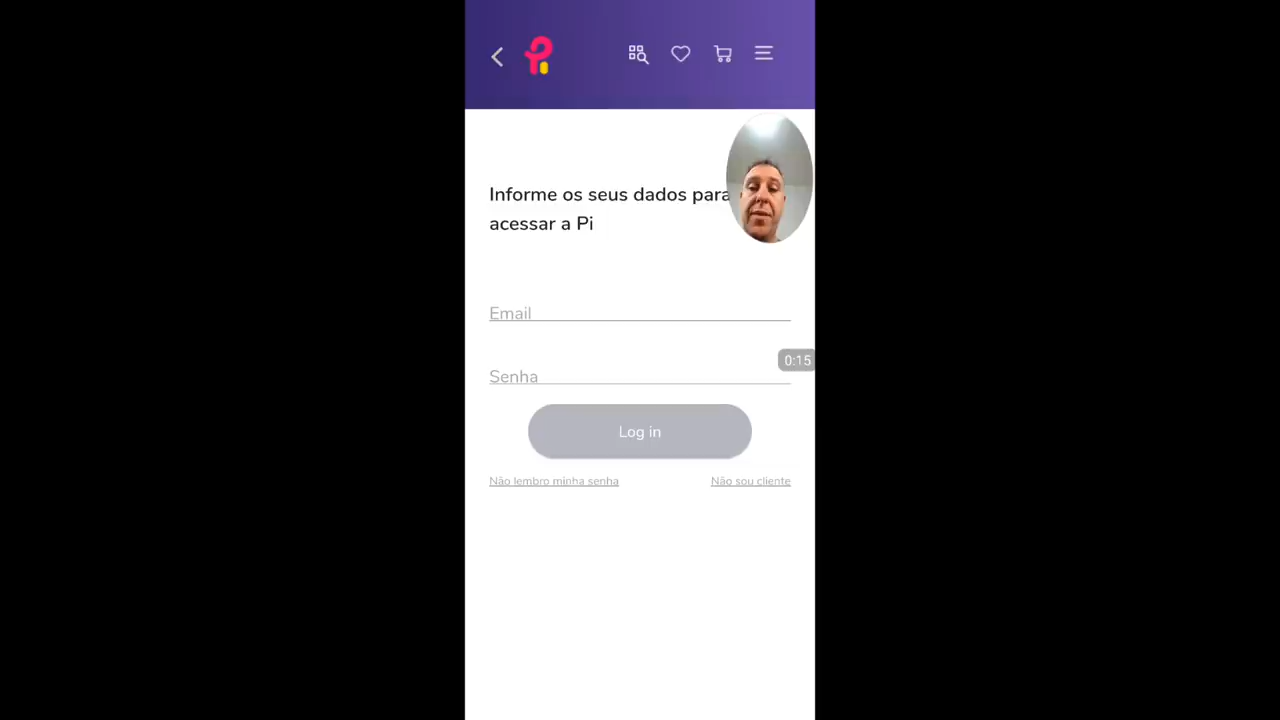 Informe os seus dados para
acessar a Pi
Email
0:15
Senha
Log in
Não lembro minha senha
Não sou cliente